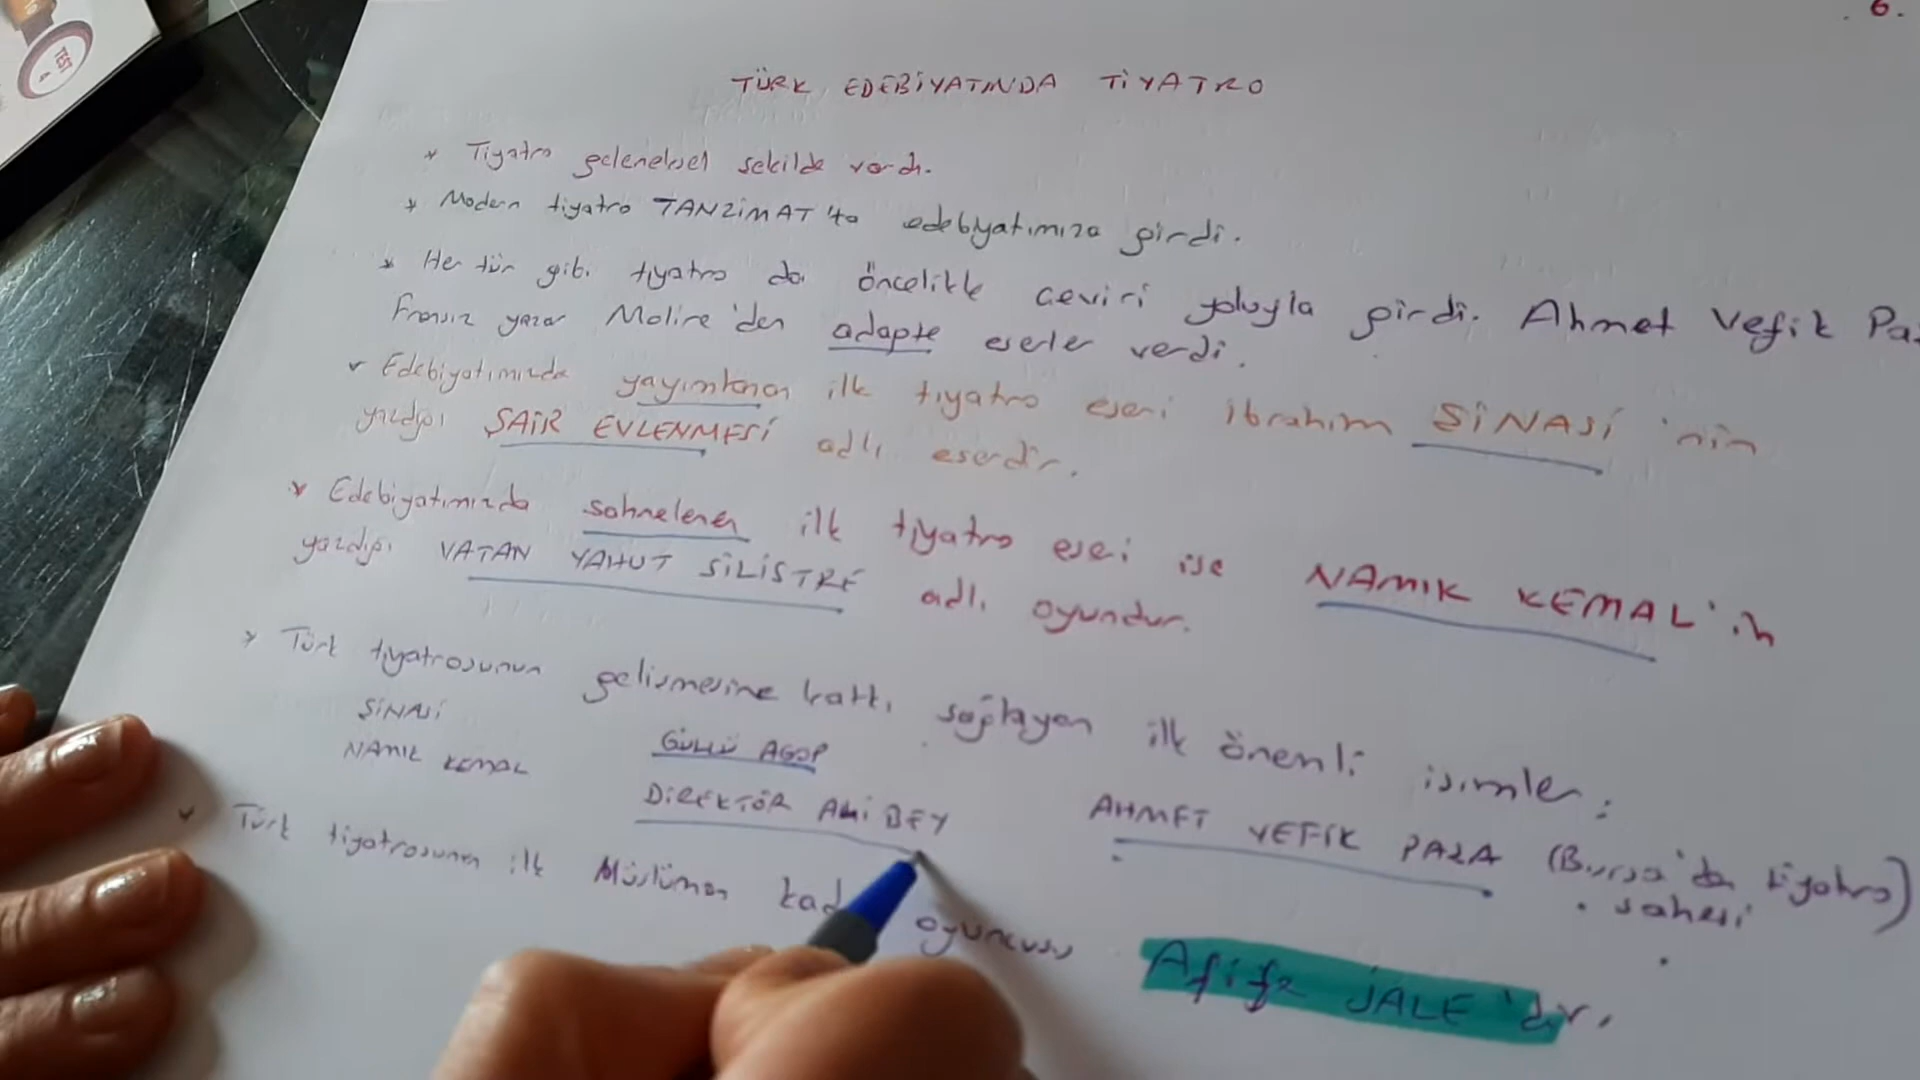 6.
TEST
TÜRK EDEBİYATINDA TİYATRO
* Tiyatro geleneksel şekilde vardı.
* Modern tiyatro TANZİMAT'ta edebiyatımıza girdi.
* Her tür gibi tiyatro da öncelikle çeviri yoluyla girdi. Ahmet Vefik Pa
Fransız yazar Molire'den adapte eserler verdi.
* Edebiyatımızda yayımlanan ilk tiyatro eseri İbrahim ŞİNASİ'nin
yazdığı ŞAİR EVLENMESİ adlı eserdir.
* Edebiyatımızda sahnelenen ilk tiyatro eseri ise NAMIK KEMAL'in
yazdığı VATAN YAHUT SİLİSTRE adlı oyundur.
* Türk tiyatrosunun gelişmesine katkı sağlayan ilk önemli isimler:
ŞİNASİ
NAMIK KEMAL
GÜLLÜ AGOP
DİREKTÖR ALİ BEY
AHMET VEFİK PAŞA (Bursa'da tiyatro)
sahnesi
* Türk tiyatrosunun ilk Müslüman kad oyuncusu Afife JALE'dir.